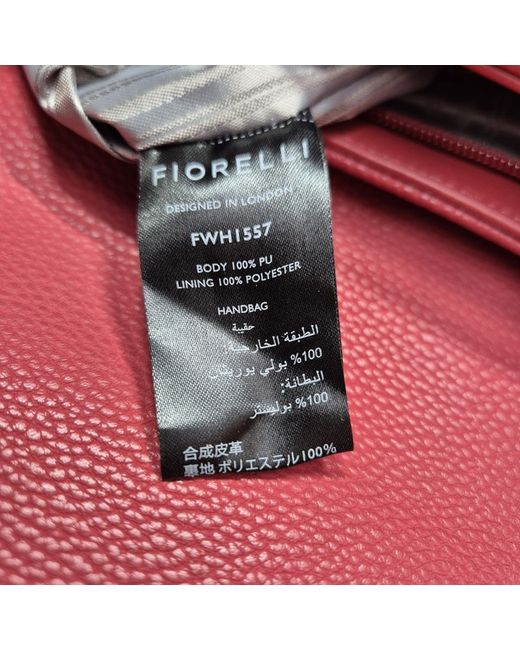 FIORELLI
DESIGNED IN LONDON
FWH1557
BODY 100% PU
LINING 100% POLYESTER
HANDBAG
حقيبة
الطبقة الخارجية:
100% بولي يوريثان
البطانة:
100% بوليستر
合成皮革
裏地 ポリエステル100%